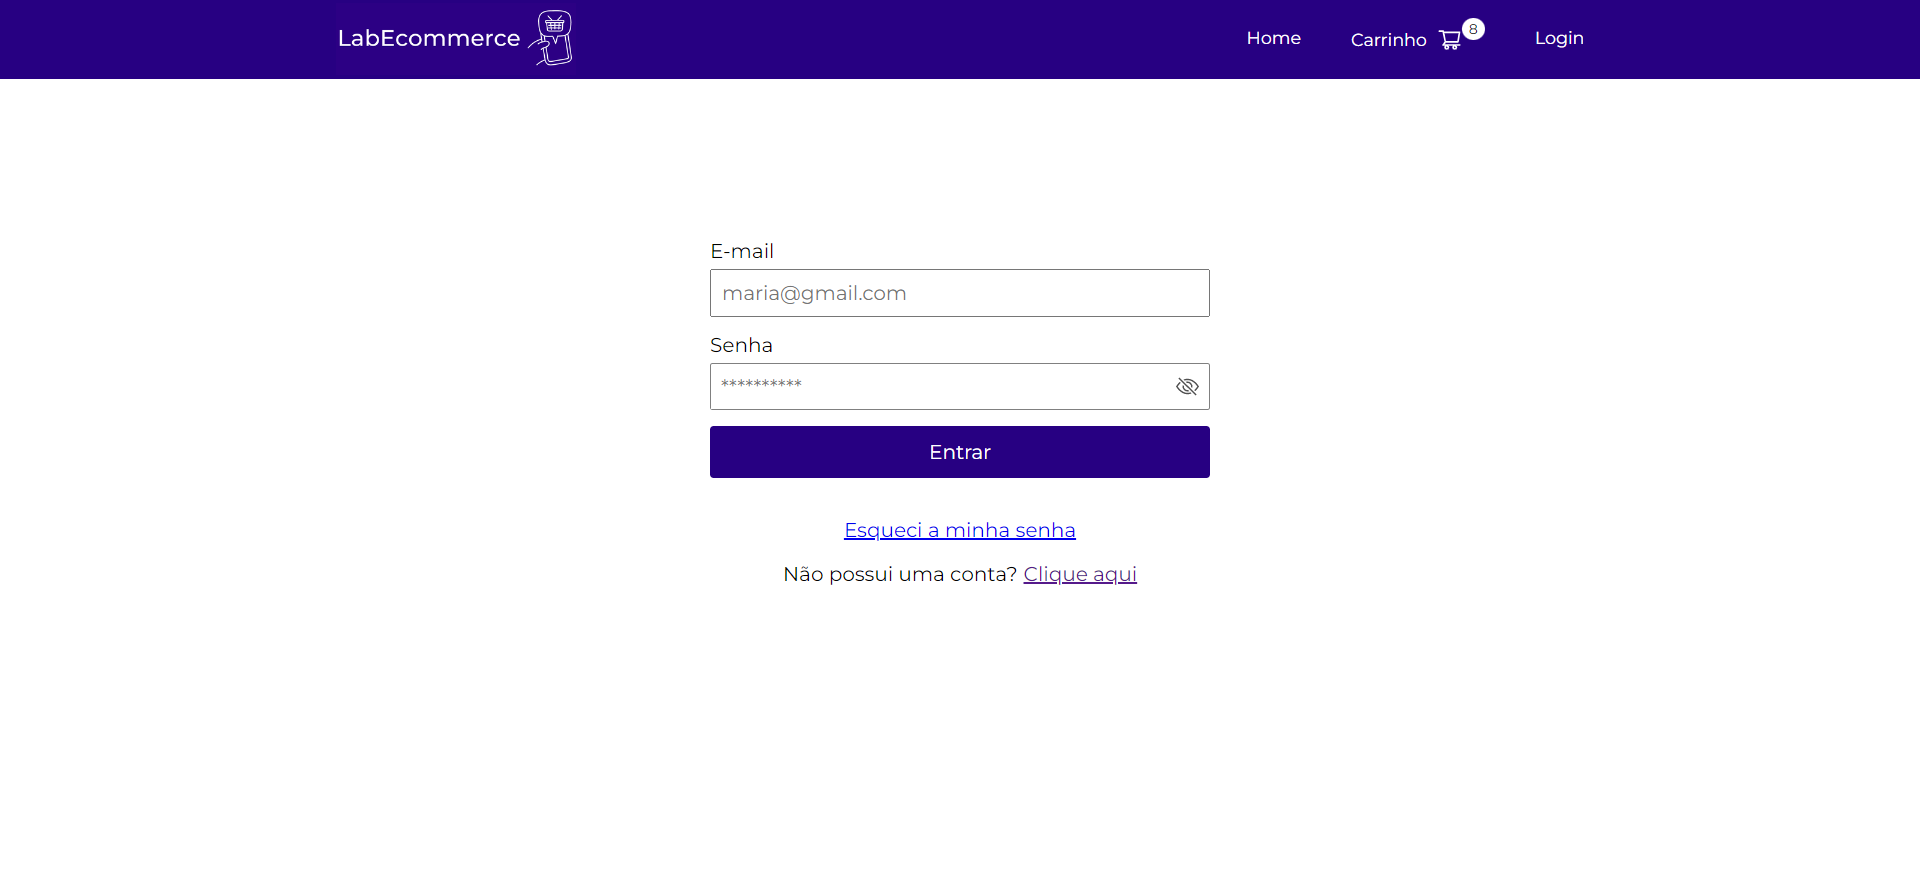 LabEcommerce
Home Carrinho 8 Login
E-mail
maria@gmail.com
Senha
**********
Entrar
Esqueci a minha senha
Não possui uma conta? Clique aqui